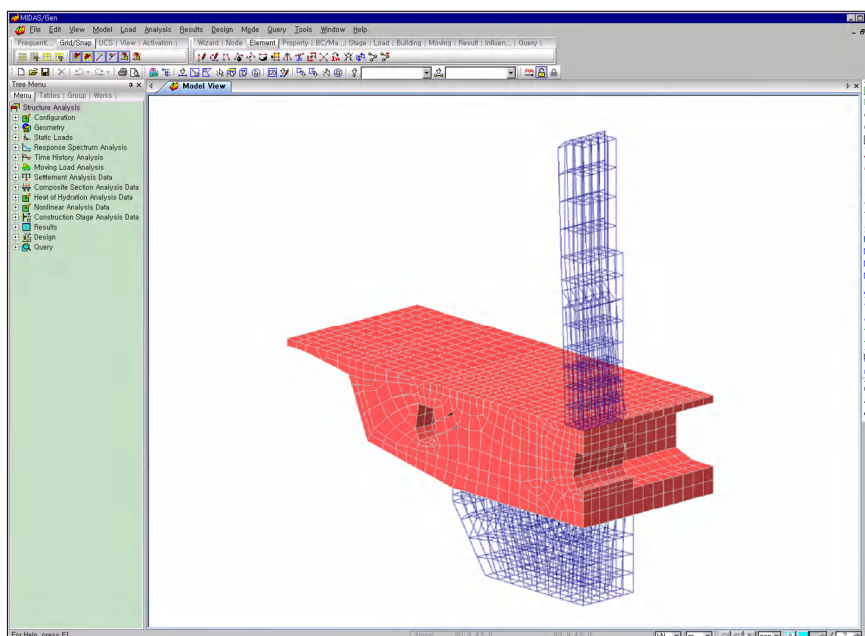 MIDAS/Gen
File Edit View Model Load Analysis Results Design Mode Query Tools Window Help
Frequentl... Grid/Snap UCS View Activation Wizard Node Element Property BC/Ma... Stage Load Building Moving Result Influen... Query
Tree Menu
Model View
Menu Tables Group Works
Structure Analysis
Configuration
Geometry
Static Loads
Response Spectrum Analysis
Time History Analysis
Moving Load Analysis
Settlement Analysis Data
Composite Section Analysis Data
Heat of Hydration Analysis Data
Nonlinear Analysis Data
Construction Stage Analysis Data
Results
Design
Query
For Help, press F1